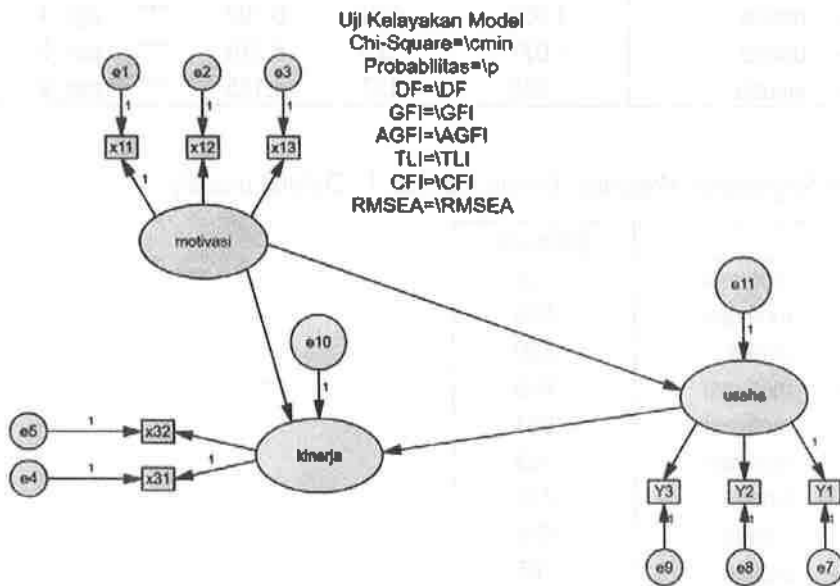 Uji Kelayakan Model
Chi-Square=\cmin
Probabilitas=\p
DF=\DF
GFI=\GFI
AGFI=\AGFI
TLI=\TLI
CFI=\CFI
RMSEA=\RMSEA
e1 e2 e3
1 1 1
x11 x12 x13
1
motivasi
e11
1
e10
1
usaha
e5 1 x32
kinerja
e4 1 x31 1
1
Y3 Y2 Y1
1 1 1
e9 e8 e7